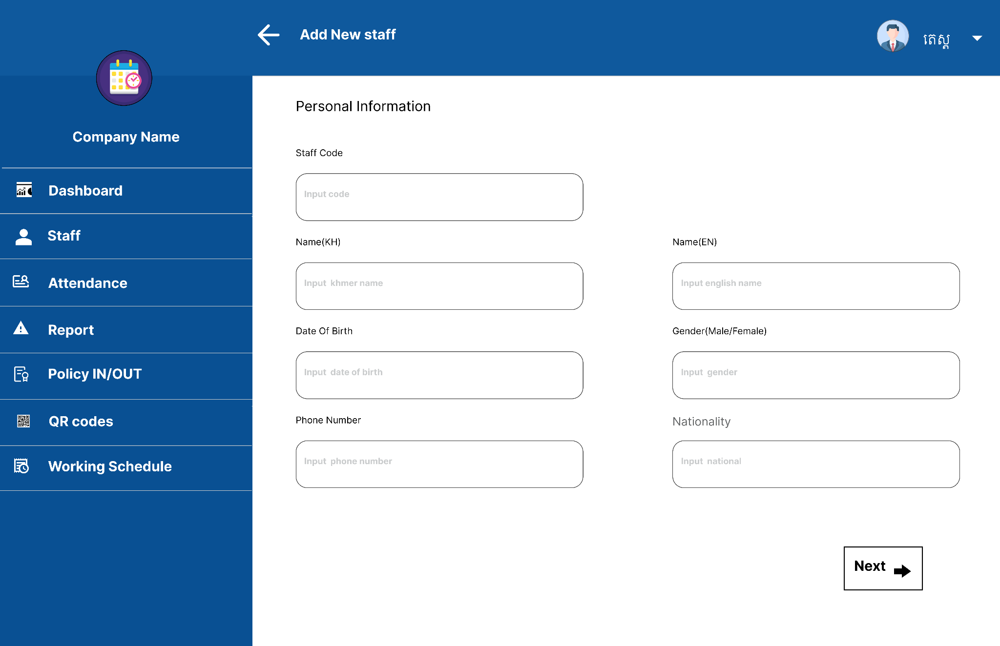 Add New staff
តេស្ត
Company Name
Dashboard
Staff
Attendance
Report
Policy IN/OUT
QR codes
Working Schedule
Personal Information
Staff Code
Input code
Name(KH)
Name(EN)
Input khmer name
Input english name
Date Of Birth
Gender(Male/Female)
Input date of birth
Input gender
Phone Number
Nationality
Input phone number
Input national
Next